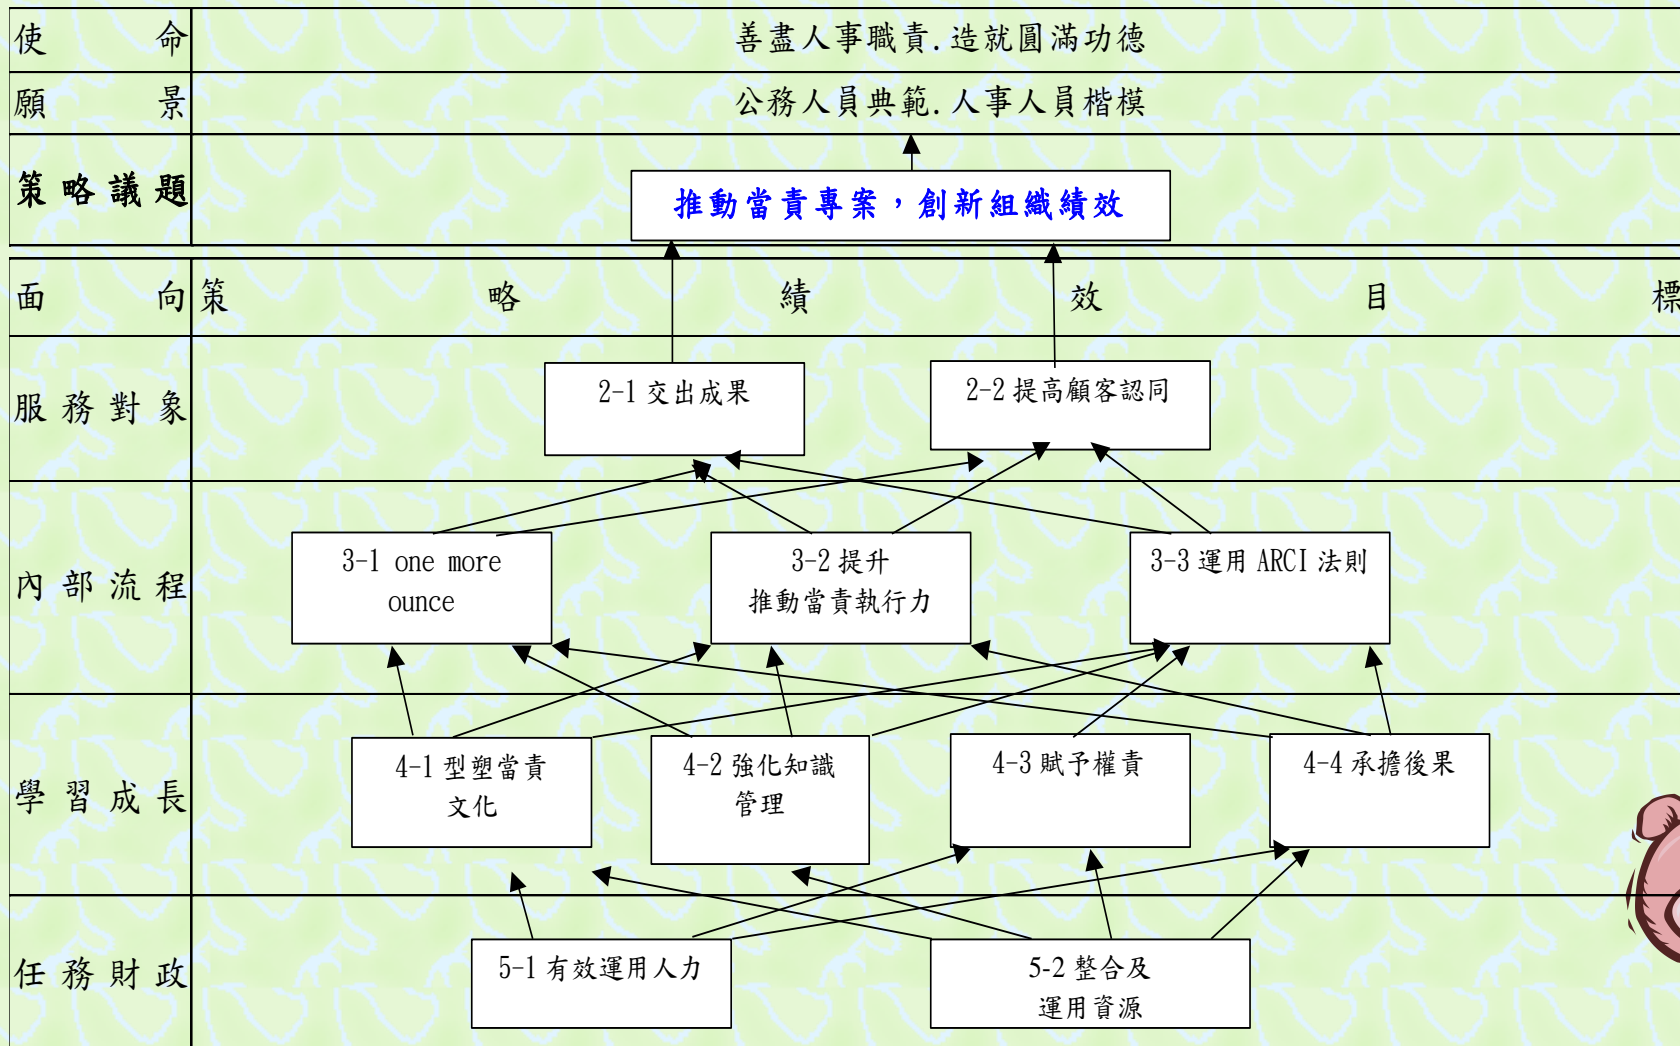 使命
善盡人事職責.造就圓滿功德
願景
公務人員典範.人事人員楷模
策略議題
推動當責專案，創新組織績效
面向
策略績效目標
服務對象
2-1 交出成果
2-2 提高顧客認同
內部流程
3-1 one more
ounce
3-2 提升
推動當責執行力
3-3 運用 ARCI 法則
學習成長
4-1 型塑當責
文化
4-2 強化知識
管理
4-3 賦予權責
4-4 承擔後果
任務財政
5-1 有效運用人力
5-2 整合及
運用資源